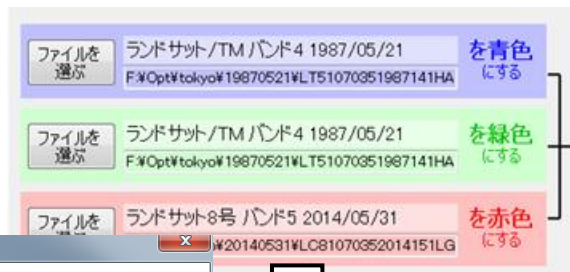 ファイルを
選ぶ
ランドサット/TM バンド4 1987/05/21
F:¥Opt¥tokyo¥19870521¥LT51070351987141HA
を青色
にする
ファイルを
選ぶ
ランドサット/TM バンド4 1987/05/21
F:¥Opt¥tokyo¥19870521¥LT51070351987141HA
を緑色
にする
ファイルを
ランドサット8号 バンド5 2014/05/31
¥20140531¥LC81070352014151LG
を赤色
にする